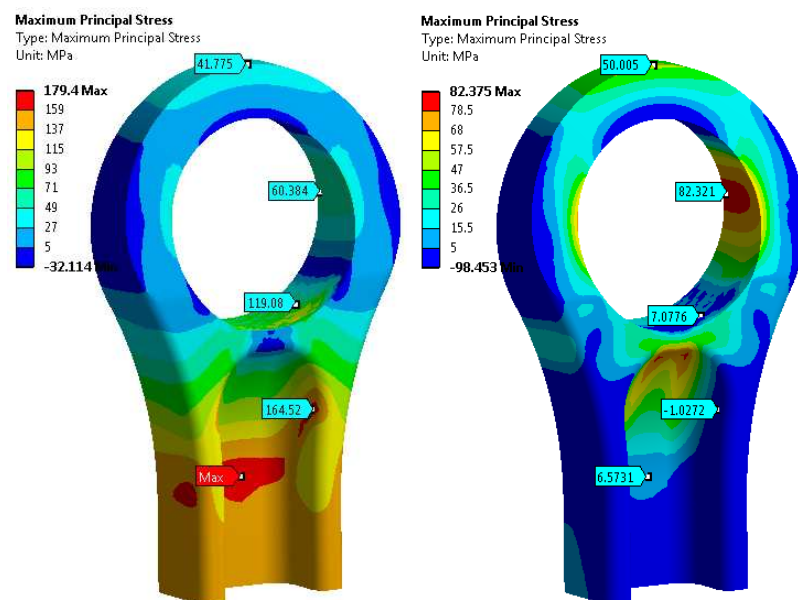 Maximum Principal Stress
Type: Maximum Principal Stress
Unit: MPa
179.4 Max
159
137
115
93
71
49
27
5
-32.114 Min
41.775
60.384
119.08
164.52
Max
Maximum Principal Stress
Type: Maximum Principal Stress
Unit: MPa
82.375 Max
78.5
68
57.5
47
36.5
26
15.5
5
-98.453 Min
50.005
82.321
7.0776
-1.0272
6.5731